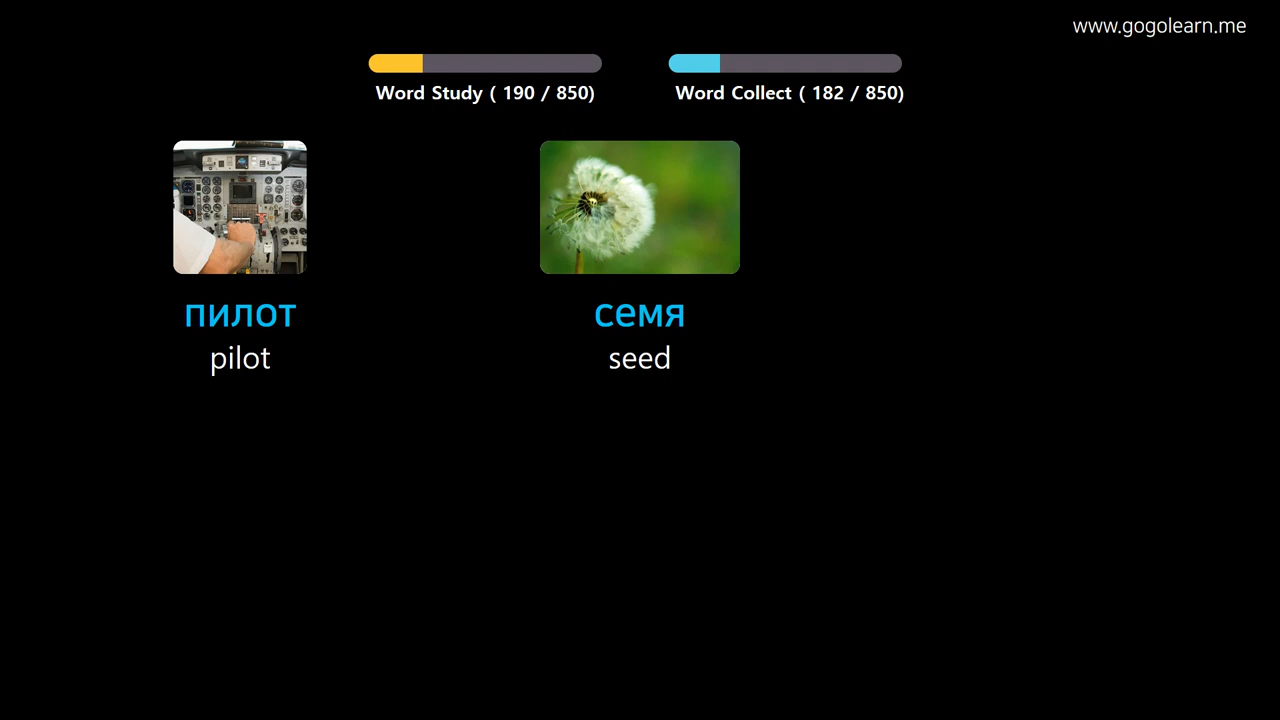 www.gogolearn.me
Word Study ( 190 / 850)
Word Collect ( 182 / 850)
пилот
pilot
семя
seed